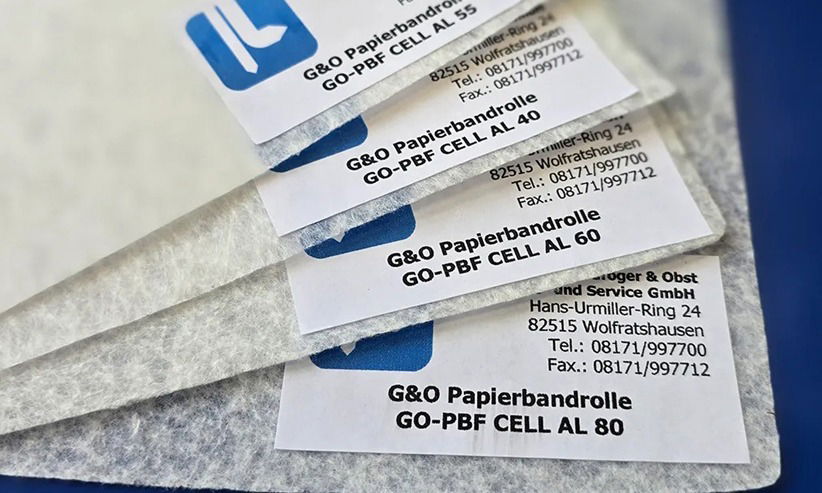 G&O Papierbandrolle
GO-PBF CELL AL 55
82515 Wolfratshausen
Tel.: 08171/997700
Fax.: 08171/997712
G&O Papierbandrolle
GO-PBF CELL AL 40
Hans-Urmiller-Ring 24
82515 Wolfratshausen
Tel.: 08171/997700
Fax.: 08171/997712
G&O Papierbandrolle
GO-PBF CELL AL 60
& Obst
und Service GmbH
Hans-Urmiller-Ring 24
82515 Wolfratshausen
Tel.: 08171/997700
Fax.: 08171/997712
G&O Papierbandrolle
GO-PBF CELL AL 80